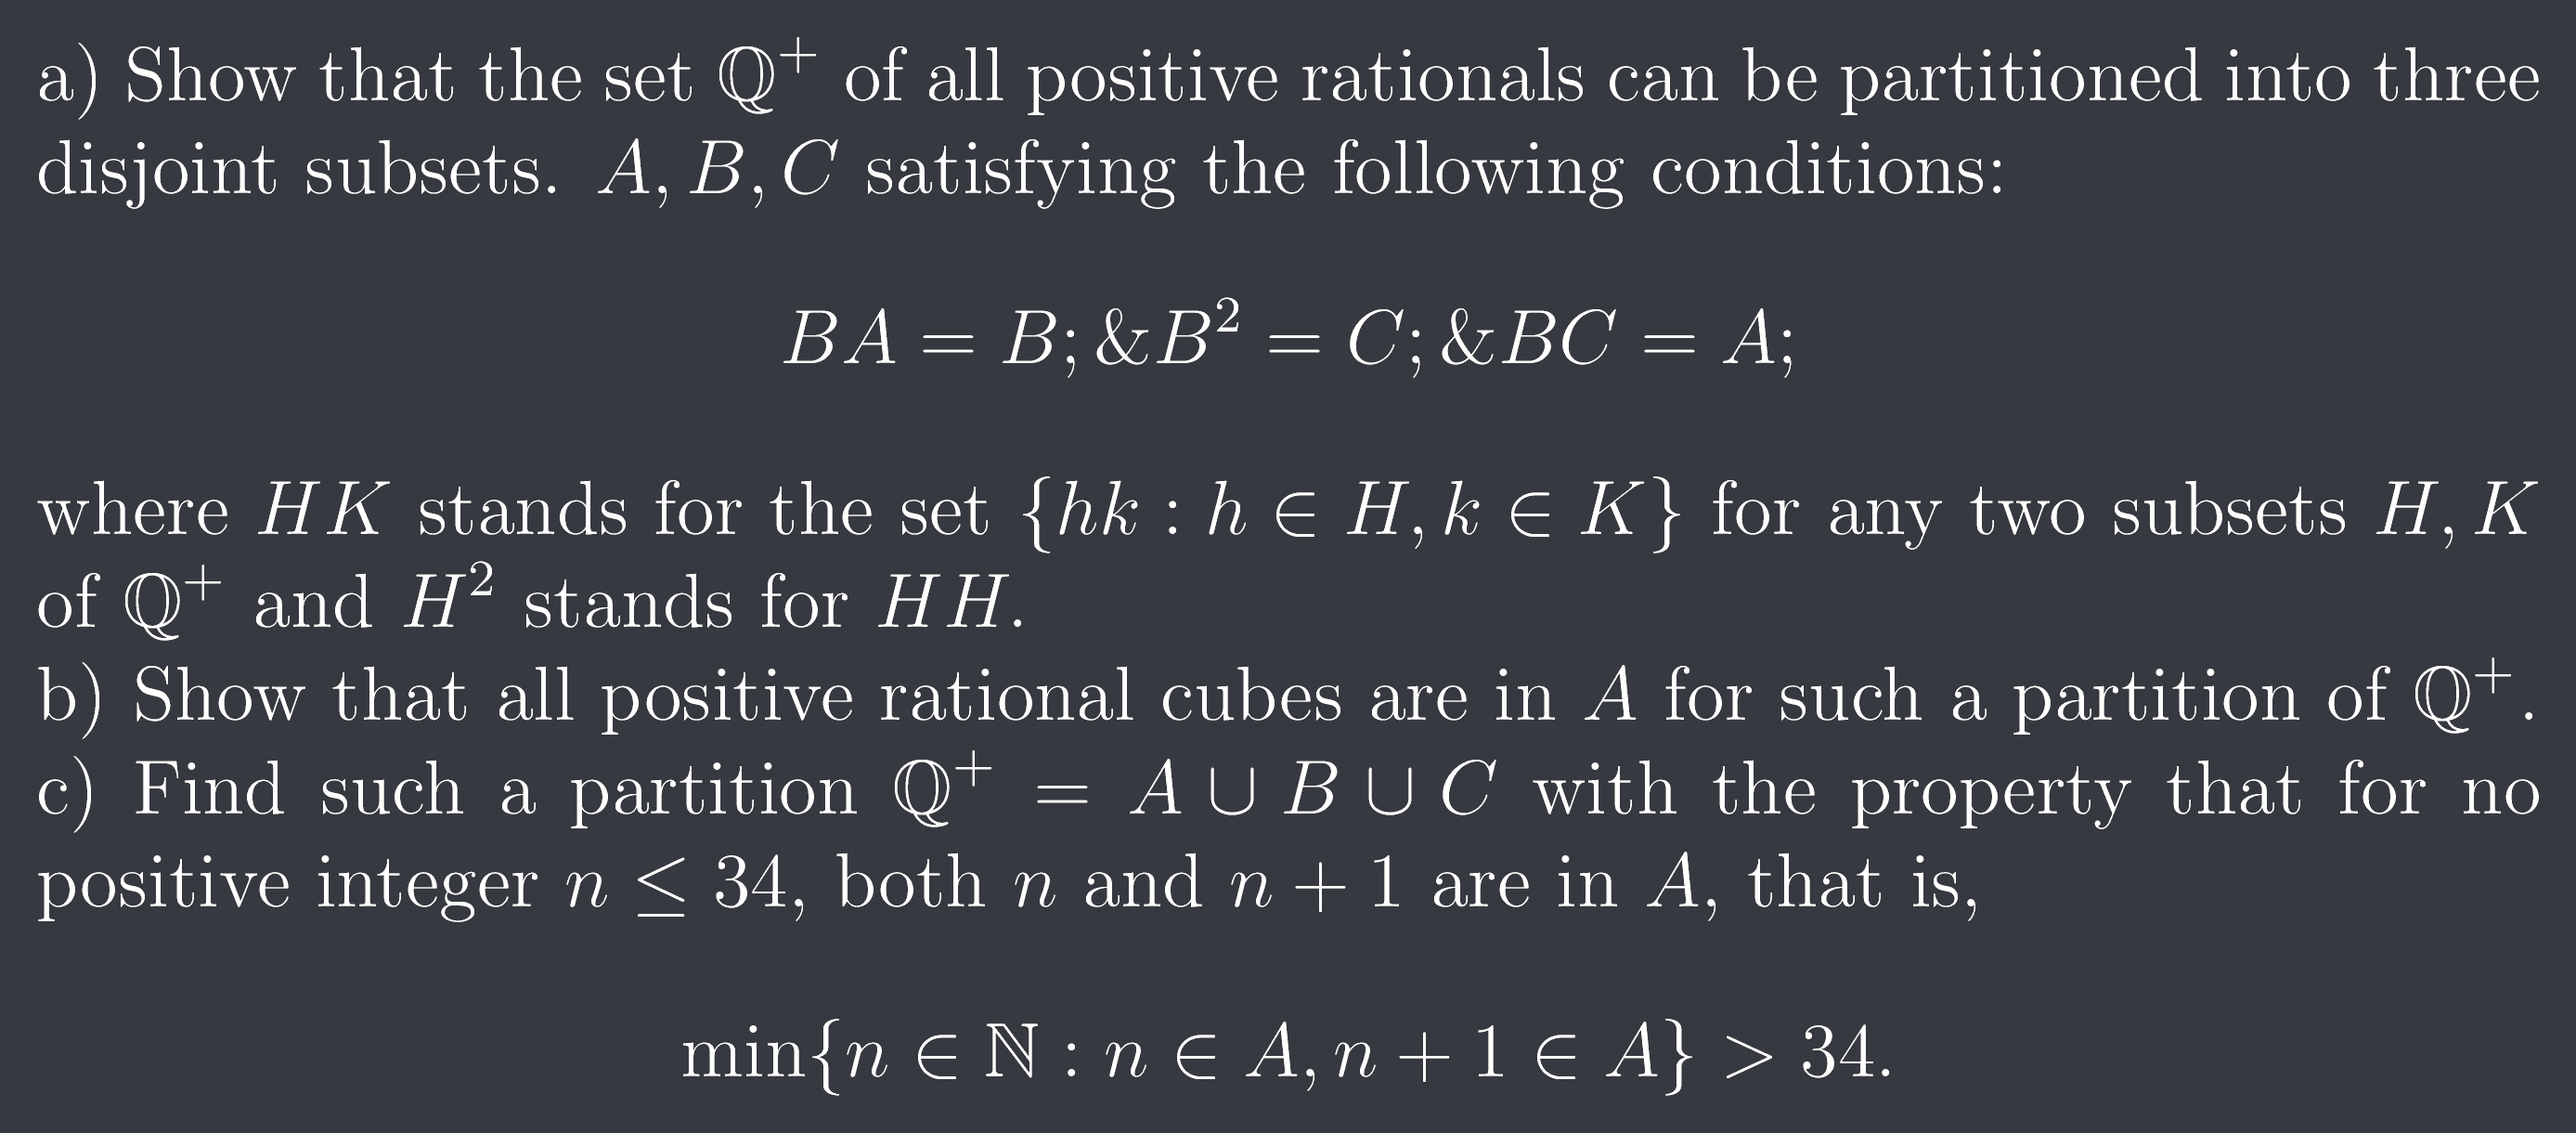 a) Show that the set ℚ⁺ of all positive rationals can be partitioned into three
disjoint subsets. A, B, C satisfying the following conditions:
BA = B; &B² = C; &BC = A;
where HK stands for the set {hk : h ∈ H, k ∈ K} for any two subsets H, K
of ℚ⁺ and H² stands for HH.
b) Show that all positive rational cubes are in A for such a partition of ℚ⁺.
c) Find such a partition ℚ⁺ = A ∪ B ∪ C with the property that for no
positive integer n ≤ 34, both n and n + 1 are in A, that is,
min{n ∈ ℕ : n ∈ A, n + 1 ∈ A} > 34.